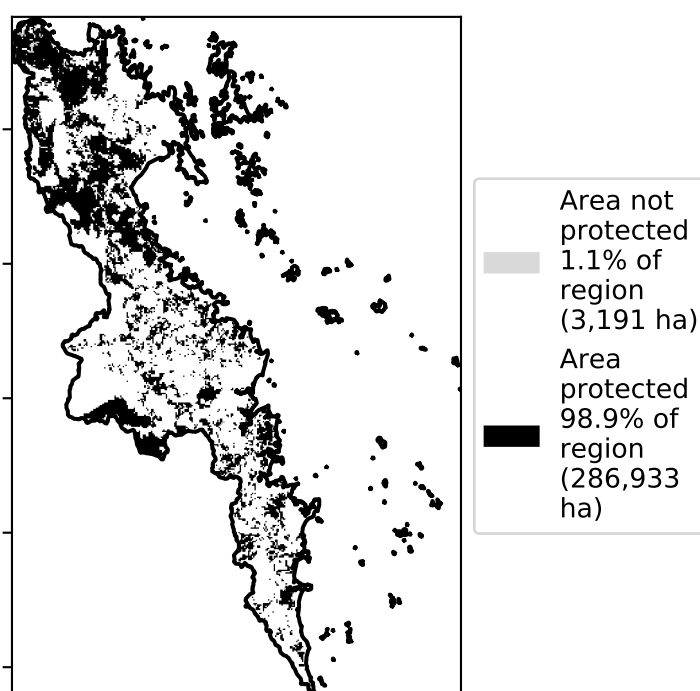 Area not
protected
1.1% of
region
(3,191 ha)
Area
protected
98.9% of
region
(286,933
ha)